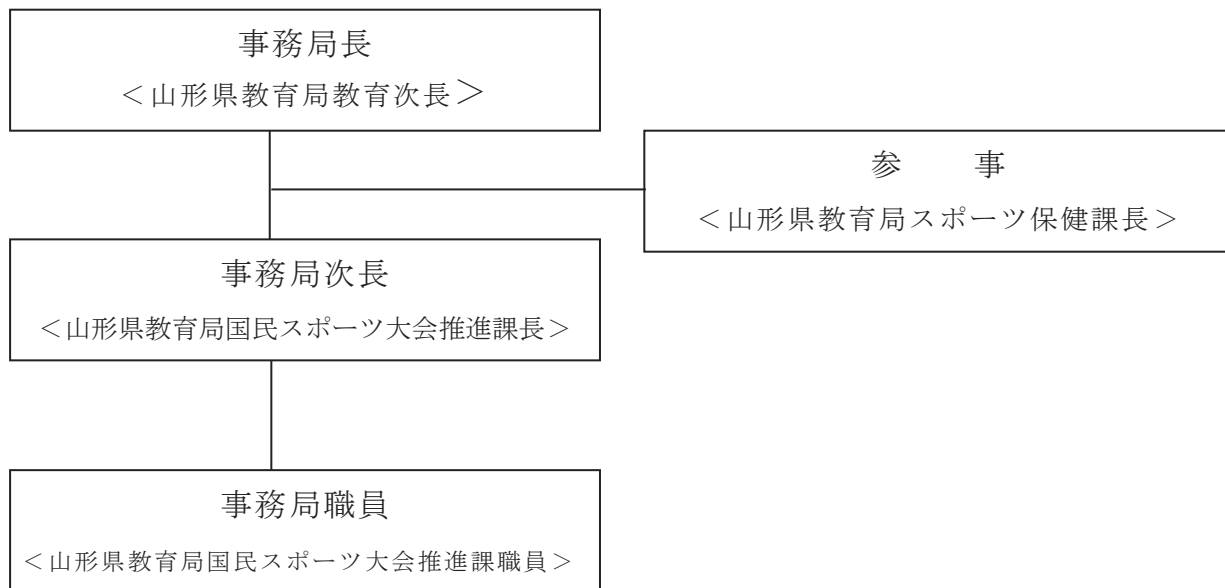 事務局長
＜山形県教育局教育次長＞
参　　事
＜山形県教育局スポーツ保健課長＞
事務局次長
＜山形県教育局国民スポーツ大会推進課長＞
事務局職員
＜山形県教育局国民スポーツ大会推進課職員＞